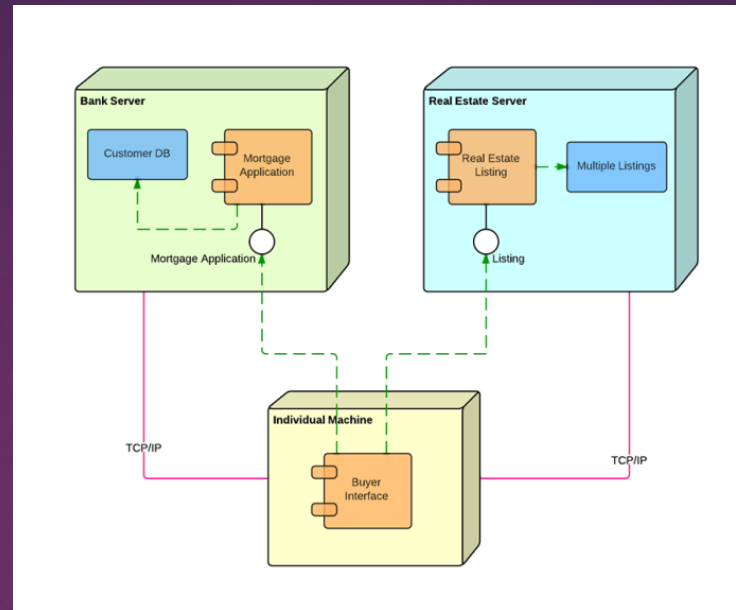 Bank Server
Real Estate Server
Customer DB
Mortgage
Application
Real Estate
Listing
Multiple Listings
Mortgage Application
Listing
Individual Machine
TCP/IP
TCP/IP
Buyer
Interface